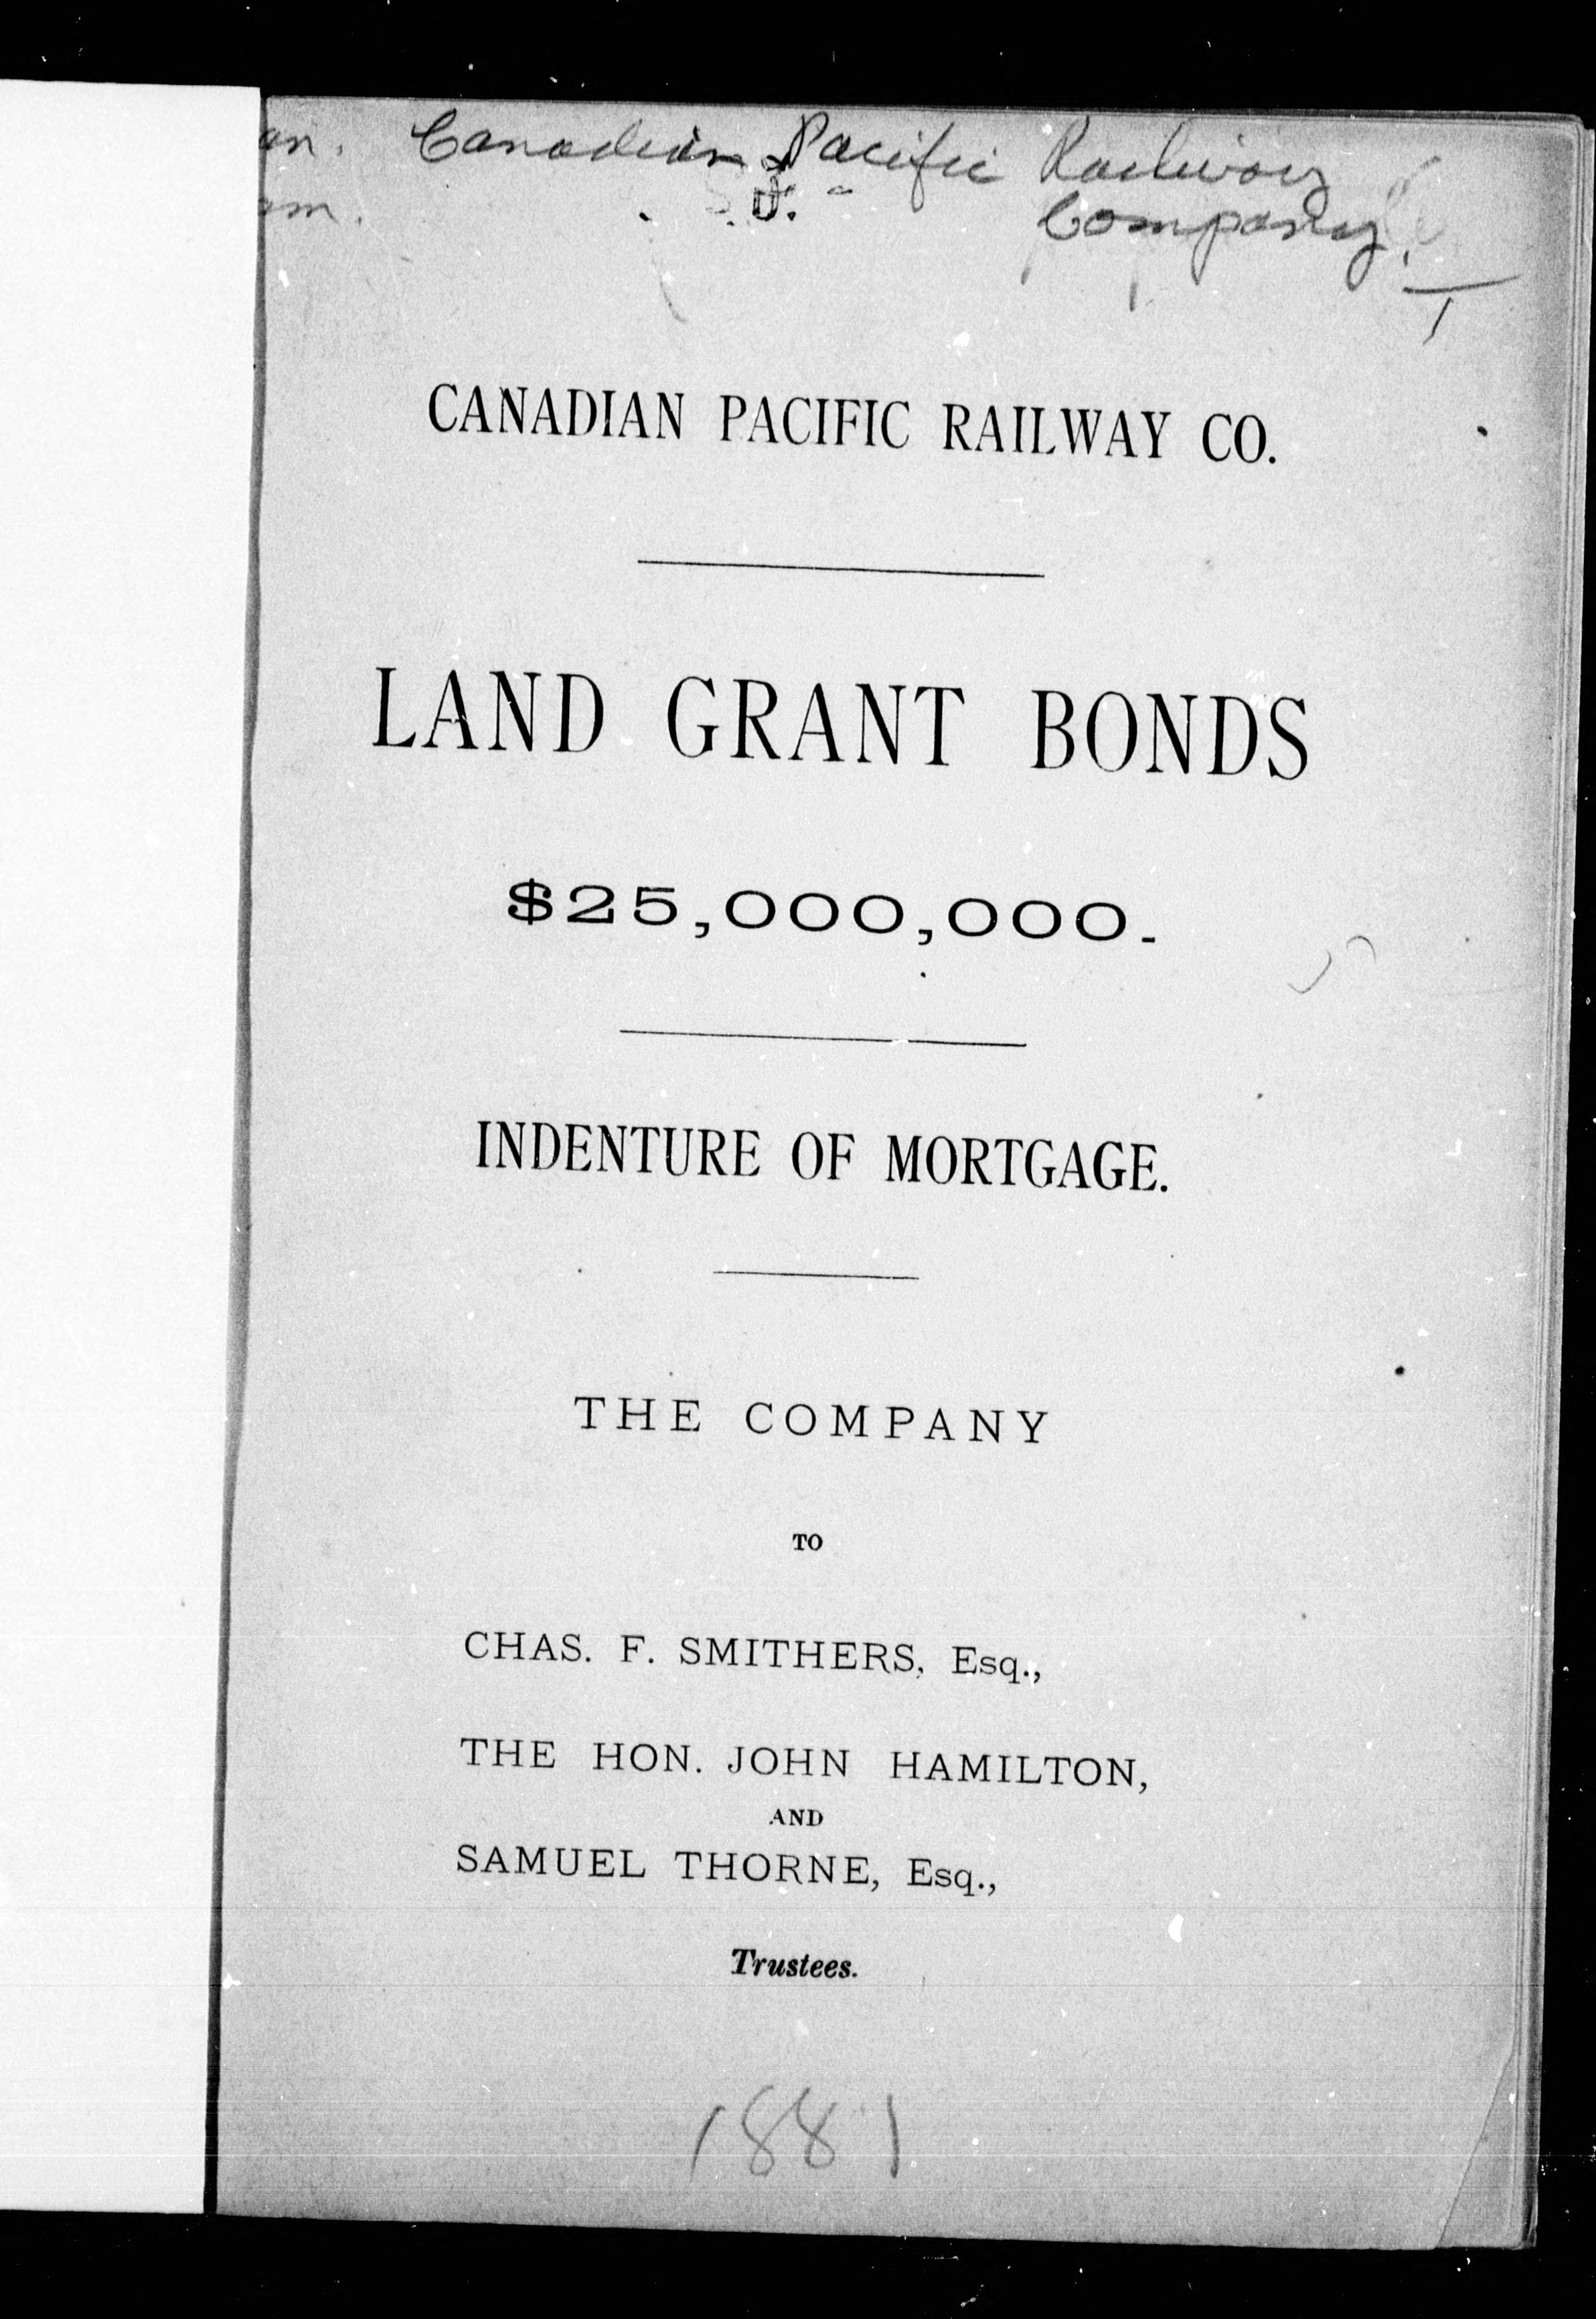 an. Canadian Pacific Railway
Company.
CANADIAN PACIFIC RAILWAY CO.
LAND GRANT BONDS
$25,000,000.
INDENTURE OF MORTGAGE.
THE COMPANY
TO
CHAS. F. SMITHERS, Esq.,
THE HON. JOHN HAMILTON,
AND
SAMUEL THORNE, Esq.,
Trustees.
1881